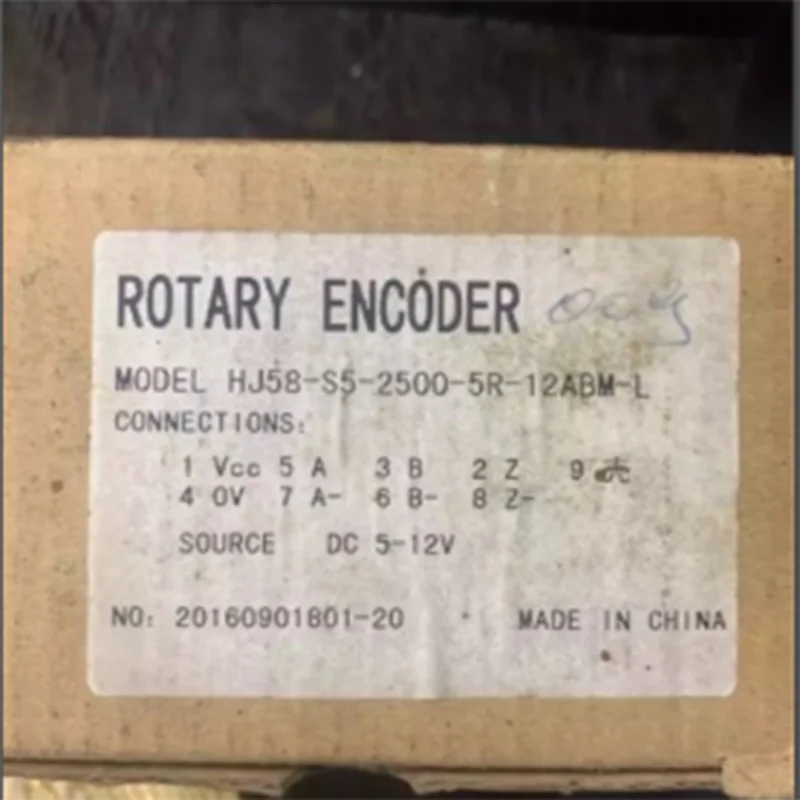 ROTARY ENCODER
MODEL HJ58-S5-2500-5R-12ABM-L
CONNECTIONS:
1 Vcc 5 A 3 B 2 Z 9
4 0V 7 A- 6 B- 8 Z-
SOURCE DC 5-12V
NO: 20160901801-20 MADE IN CHINA